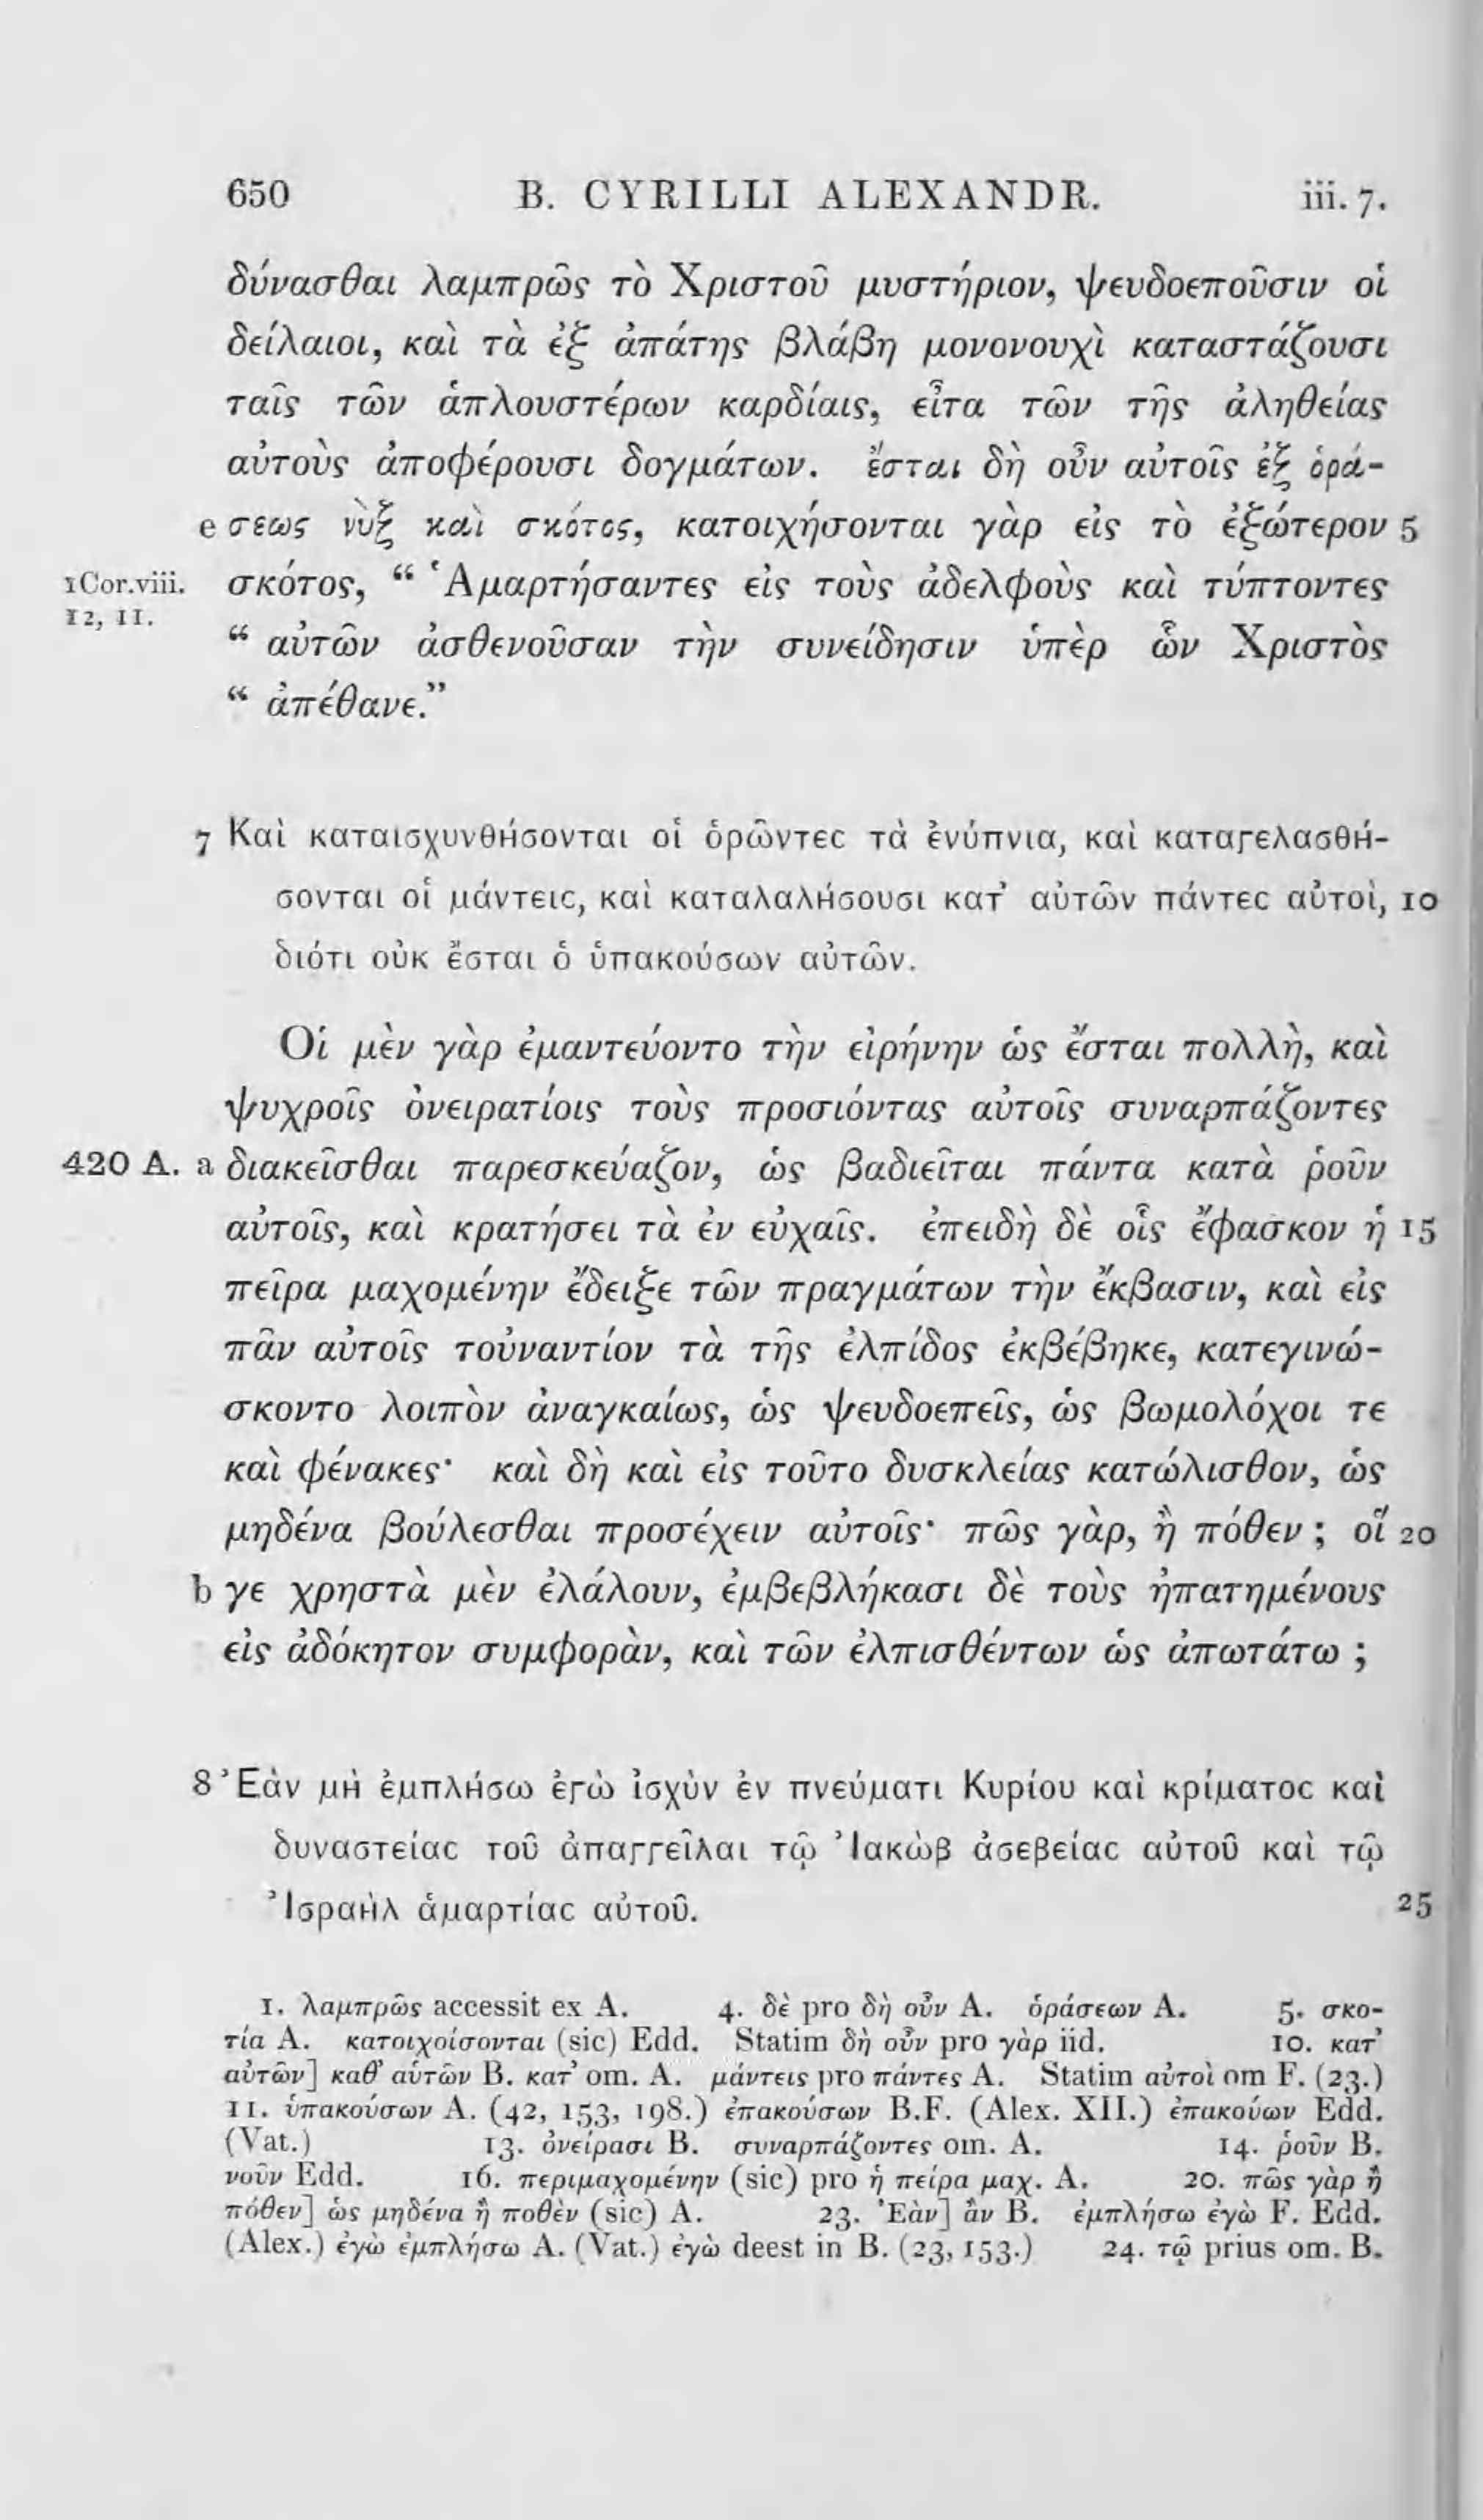 650 B. CYRILLI ALEXANDR. iii. 7.
δύνασθαι λαμπρῶς τὸ Χριστοῦ μυστήριον, ψευδοεποῦσιν οἱ
δείλαιοι, καὶ τὰ ἐξ ἀπάτης βλάβη μονονουχὶ καταστάζουσι
ταῖς τῶν ἁπλουστέρων καρδίαις, εἶτα τῶν τῆς ἀληθείας
αὐτοὺς ἀποφέρουσι δογμάτων. ἔσται δὴ οὖν αὐτοῖς ἐξ ὁρά-
e σεως νὺξ καὶ σκότος, κατοιχήσονται γὰρ εἰς τὸ ἐξώτερον 5
1 Cor. viii. 12, 11. σκότος, “ Ἁμαρτήσαντες εἰς τοὺς ἀδελφοὺς καὶ τύπτοντες
“ αὐτῶν ἀσθενοῦσαν τὴν συνείδησιν ὑπὲρ ὧν Χριστὸς
“ ἀπέθανε.”
7 Καὶ καταισχυνθήσονται οἱ ὁρῶντες τὰ ἐνύπνια, καὶ καταγελασθή-
σονται οἱ μάντεις, καὶ καταλαλήσουσι κατ’ αὐτῶν πάντες αὐτοὶ, 10
διότι οὐκ ἔσται ὁ ὑπακούσων αὐτῶν.
Οἱ μὲν γὰρ ἐμαντεύοντο τὴν εἰρήνην ὡς ἔσται πολλὴ, καὶ
ψυχροῖς ὀνειρατίοις τοὺς προσιόντας αὐτοῖς συναρπάζοντες
420 A. a διακεῖσθαι παρεσκεύαζον, ὡς βαδιεῖται πάντα κατὰ ῥοῦν
αὐτοῖς, καὶ κρατήσει τὰ ἐν εὐχαῖς. ἐπειδὴ δὲ οἷς ἔφασκον ἡ 15
πεῖρα μαχομένην ἔδειξε τῶν πραγμάτων τὴν ἔκβασιν, καὶ εἰς
πᾶν αὐτοῖς τοὐναντίον τὰ τῆς ἐλπίδος ἐκβέβηκε, κατεγινώ-
σκοντο λοιπὸν ἀναγκαίως, ὡς ψευδοεπεῖς, ὡς βωμολόχοι τε
καὶ φένακες· καὶ δὴ καὶ εἰς τοῦτο δυσκλείας κατώλισθον, ὡς
μηδένα βούλεσθαι προσέχειν αὐτοῖς· πῶς γὰρ, ἢ πόθεν ; οἵ 20
b γε χρηστὰ μὲν ἐλάλουν, ἐμβεβλήκασι δὲ τοὺς ἠπατημένους
εἰς ἀδόκητον συμφορὰν, καὶ τῶν ἐλπισθέντων ὡς ἀπωτάτω ;
8 Ἐὰν μὴ ἐμπλήσω ἐγὼ ἰσχὺν ἐν πνεύματι Κυρίου καὶ κρίματος καὶ
δυναστείας τοῦ ἀπαγγεῖλαι τῷ Ἰακὼβ ἀσεβείας αὐτοῦ καὶ τῷ
Ἰσραὴλ ἁμαρτίας αὐτοῦ. 25
1. λαμπρῶς accessit ex A. 4. δὲ pro δὴ οὖν A. ὁράσεων A. 5. σκο-
τία A. κατοιχοίσονται (sic) Edd. Statim δὴ οὖν pro γὰρ iid. 10. κατ’
αὐτῶν] καθ’ αὑτῶν B. κατ’ om. A. μάντεις pro πάντες A. Statim αὐτοὶ om F. (23.)
11. ὑπακούσων A. (42, 153, 198.) ἐπακούσων B.F. (Alex. XII.) ἐπακούων Edd.
(Vat.) 13. ὀνείρασι B. συναρπάζοντες om. A. 14. ῥοῦν B.
νοῦν Edd. 16. περιμαχομένην (sic) pro ἡ πεῖρα μαχ. A. 20. πῶς γὰρ ἢ
πόθεν] ὡς μηδένα ἢ ποθὲν (sic) A. 23. Ἐὰν] ἂν B. ἐμπλήσω ἐγὼ F. Edd.
(Alex.) ἐγὼ ἐμπλήσω A. (Vat.) ἐγὼ deest in B. (23, 153.) 24. τῷ prius om. B.